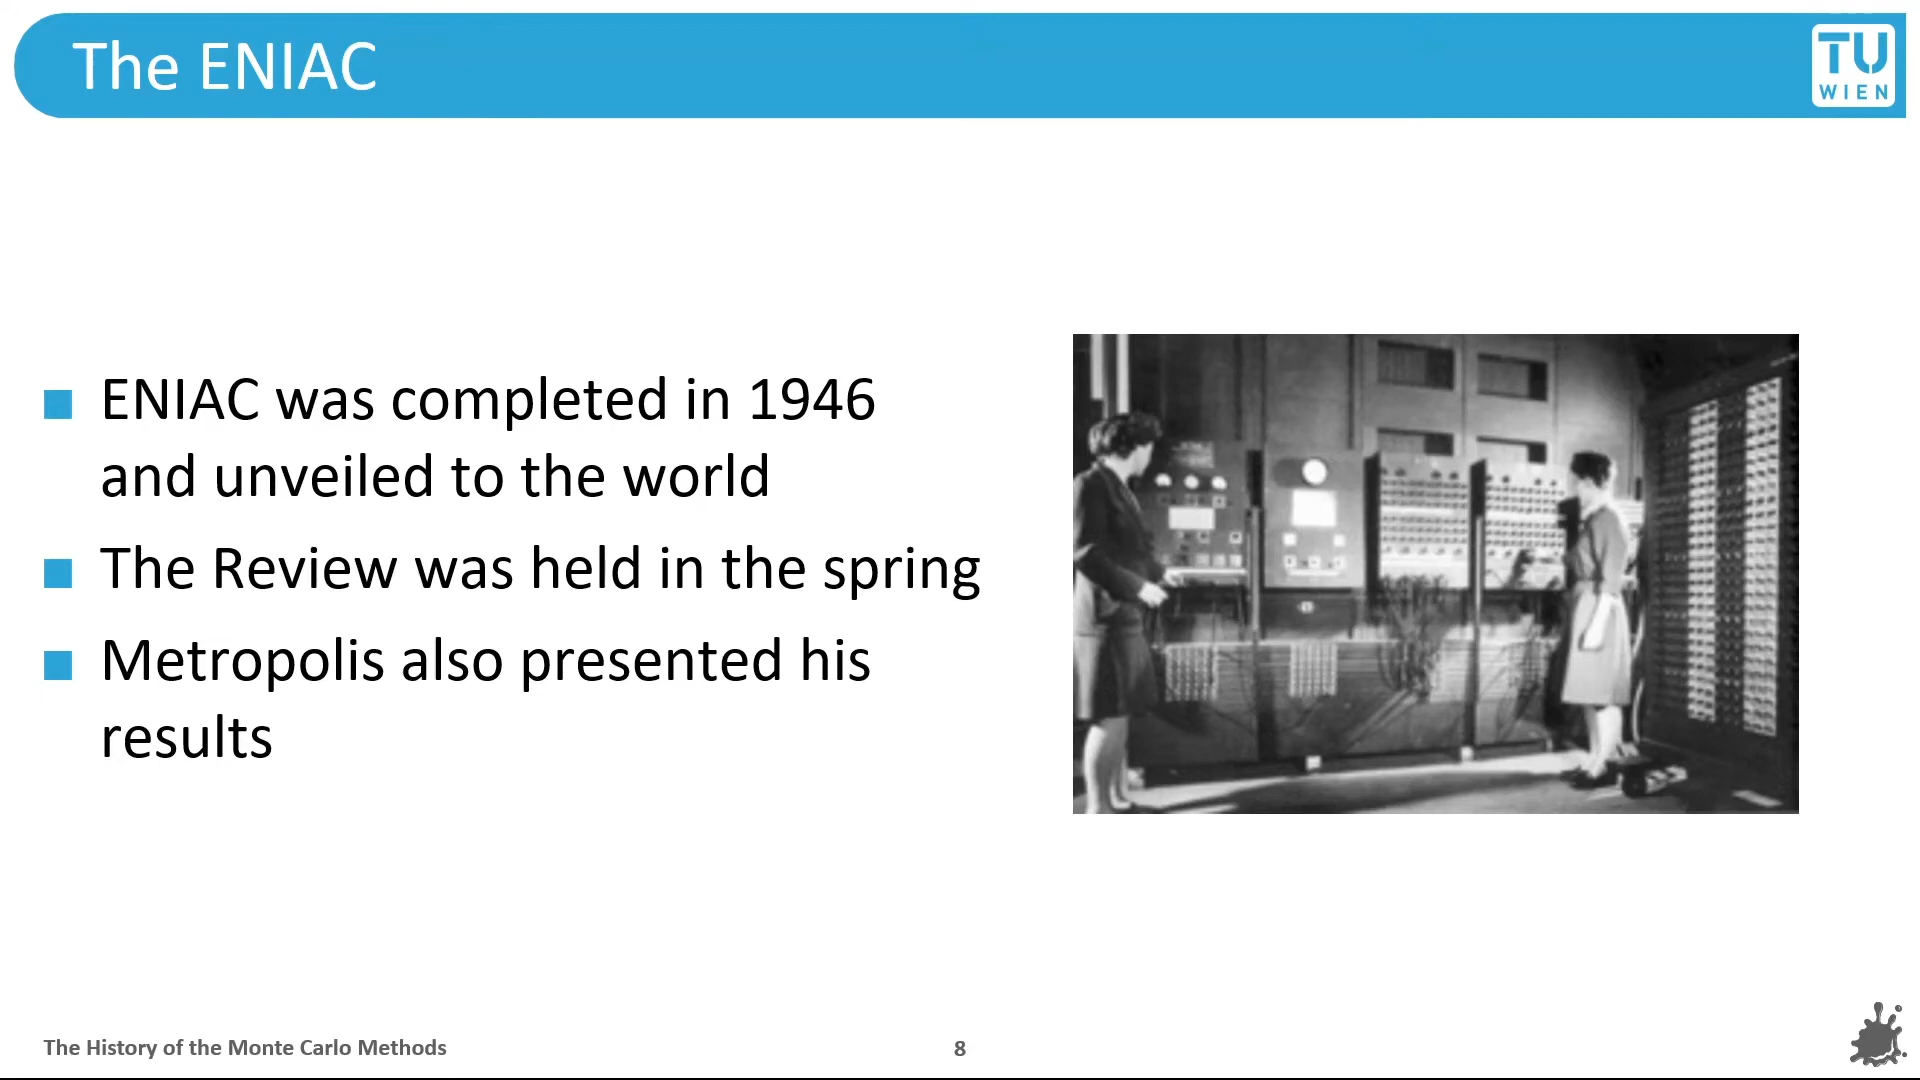 The ENIAC
TU
WIEN
ENIAC was completed in 1946
and unveiled to the world
The Review was held in the spring
Metropolis also presented his
results
The History of the Monte Carlo Methods
8